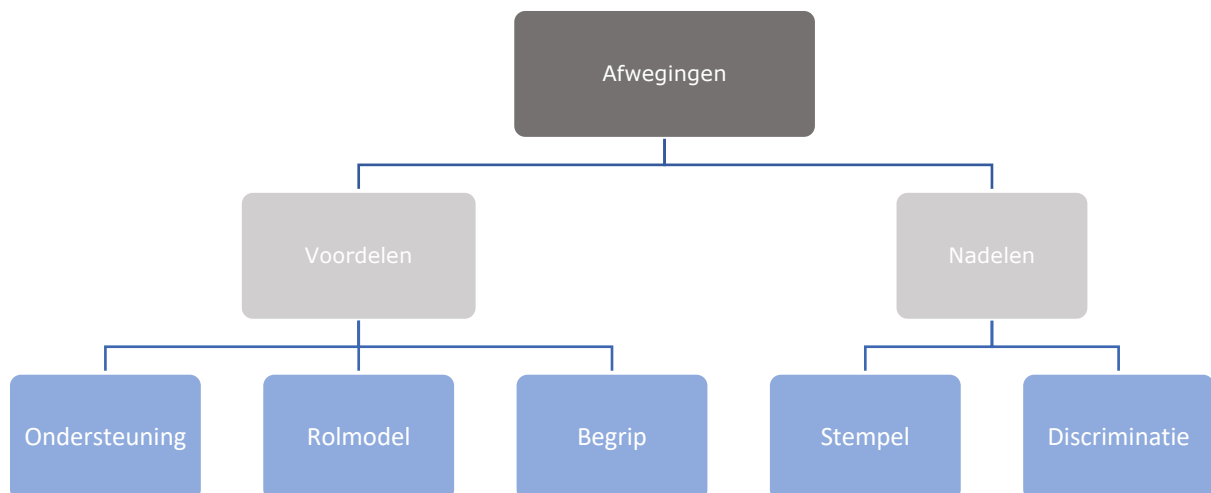 Afwegingen
Voordelen
Nadelen
Ondersteuning
Rolmodel
Begrip
Stempel
Discriminatie